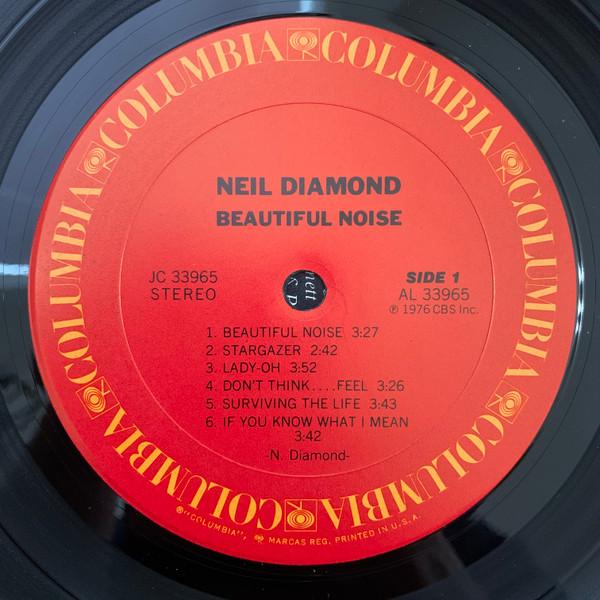 COLUMBIA COLUMBIA COLUMBIA COLUMBIA COLUMBIA COLUMBIA COLUMBIA
NEIL DIAMOND
BEAUTIFUL NOISE
JC 33965
STEREO
SIDE 1
AL 33965
℗ 1976 CBS Inc.
1. BEAUTIFUL NOISE 3:27
2. STARGAZER 2:42
3. LADY-OH 3:52
4. DON'T THINK....FEEL 3:26
5. SURVIVING THE LIFE 3:43
6. IF YOU KNOW WHAT I MEAN
3:42
-N. Diamond-
®"COLUMBIA", MARCAS REG. PRINTED IN U.S.A.